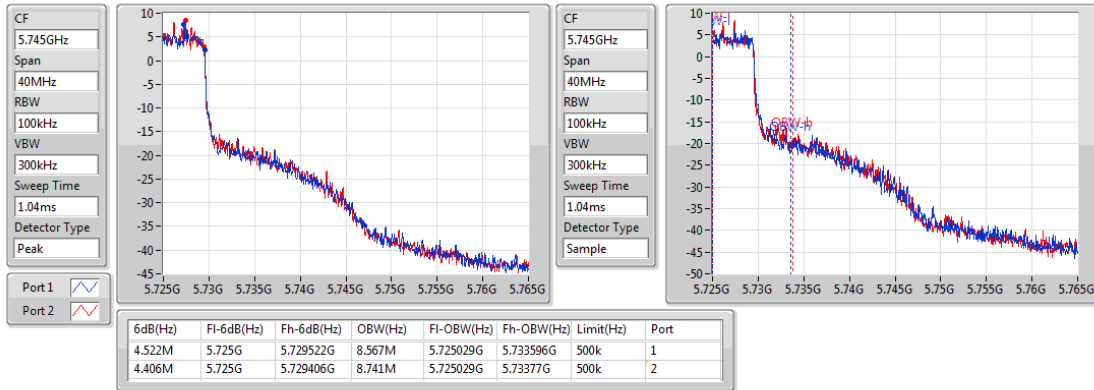 CF
5.745GHz
Span
40MHz
RBW
100kHz
VBW
300kHz
Sweep Time
1.04ms
Detector Type
Peak
Port 1
Port 2
10
5
0
-5
-10
-15
-20
-25
-30
-35
-40
-45
5.725G 5.73G 5.735G 5.74G 5.745G 5.75G 5.755G 5.76G 5.765G
CF
5.745GHz
Span
40MHz
RBW
100kHz
VBW
300kHz
Sweep Time
1.04ms
Detector Type
Sample
10
5
0
-5
-10
-15
-20
-25
-30
-35
-40
-45
-50
OBW-h
5.725G 5.73G 5.735G 5.74G 5.745G 5.75G 5.755G 5.76G 5.765G
6dB(Hz) Fl-6dB(Hz) Fh-6dB(Hz) OBW(Hz) Fl-OBW(Hz) Fh-OBW(Hz) Limit(Hz) Port
4.522M 5.725G 5.729522G 8.567M 5.725029G 5.733596G 500k 1
4.406M 5.725G 5.729406G 8.741M 5.725029G 5.73377G 500k 2